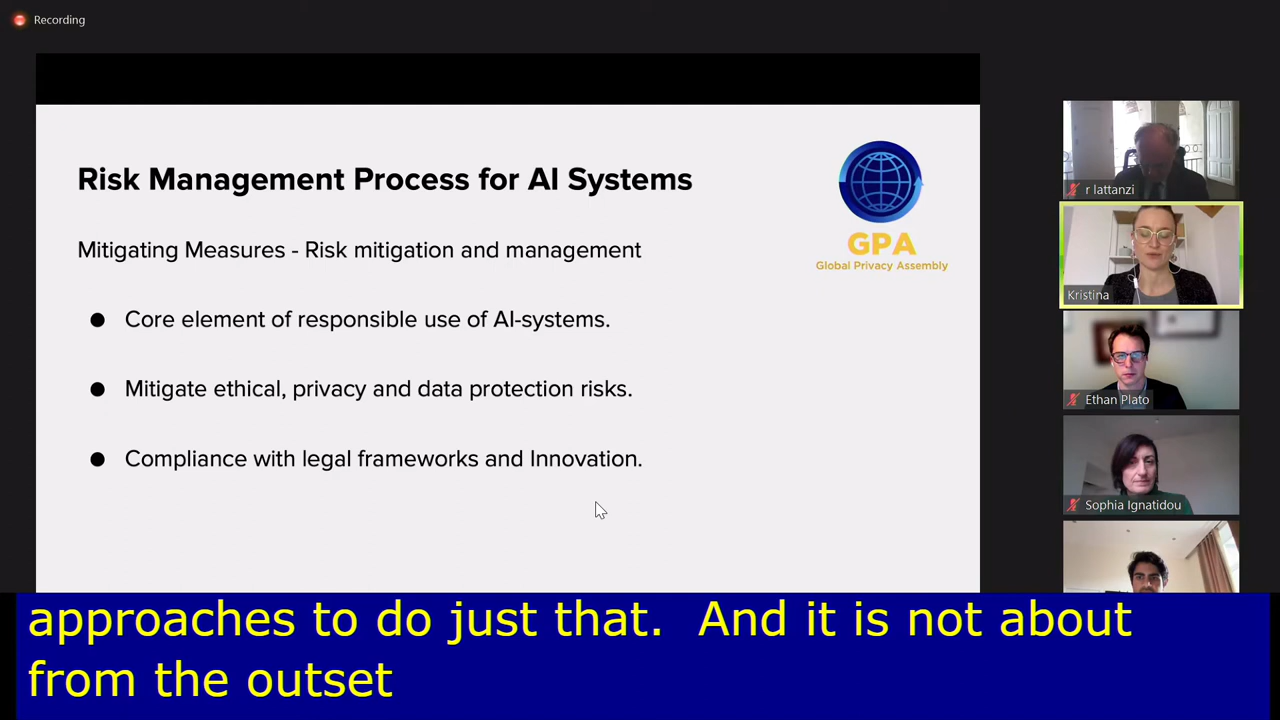 Recording
Risk Management Process for AI Systems
GPA
Global Privacy Assembly
Mitigating Measures - Risk mitigation and management
● Core element of responsible use of AI-systems.
● Mitigate ethical, privacy and data protection risks.
● Compliance with legal frameworks and Innovation.
r lattanzi
Kristina
Ethan Plato
Sophia Ignatidou
approaches to do just that.  And it is not about
from the outset